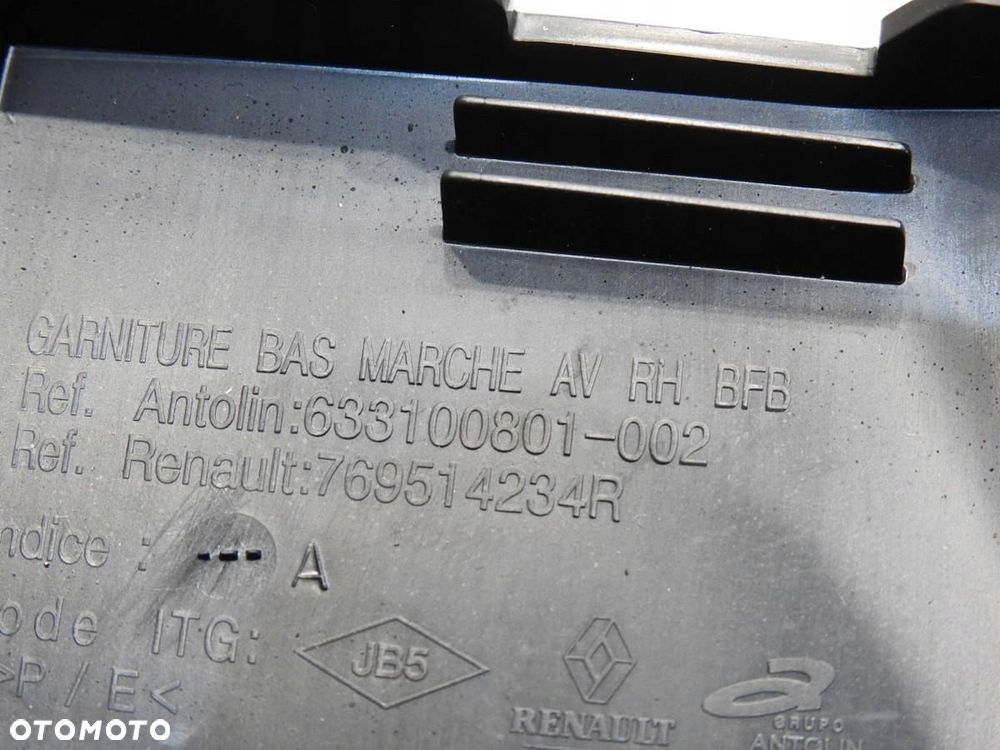 GARNITURE BAS MARCHE AV RH BFB
Ref. Antolin:633100801-002
Ref. Renault:769514234R
ndice : --- A
ode ITG: JB5
>P/E<
RENAULT
GRUPO
ANTOLIN
OTOMOTO